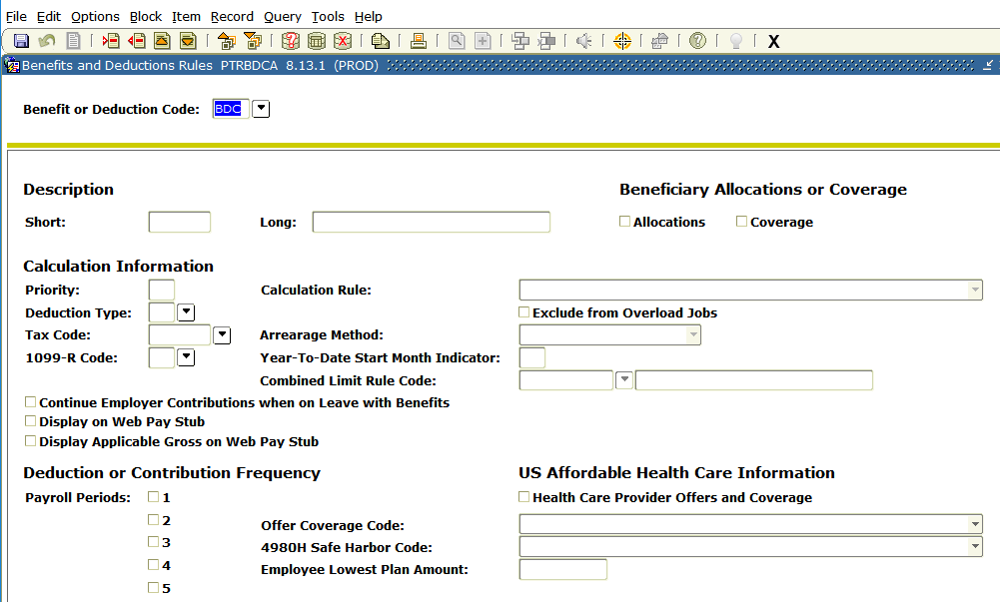 File Edit Options Block Item Record Query Tools Help
X
Benefits and Deductions Rules PTRBDCA 8.13.1 (PROD)
Benefit or Deduction Code: BDC
Description
Beneficiary Allocations or Coverage
Short: Long: Allocations Coverage
Calculation Information
Priority: Calculation Rule:
Deduction Type: Exclude from Overload Jobs
Tax Code: Arrearage Method:
1099-R Code: Year-To-Date Start Month Indicator:
Combined Limit Rule Code:
Continue Employer Contributions when on Leave with Benefits
Display on Web Pay Stub
Display Applicable Gross on Web Pay Stub
Deduction or Contribution Frequency
US Affordable Health Care Information
Payroll Periods: 1 Health Care Provider Offers and Coverage
2 Offer Coverage Code:
3 4980H Safe Harbor Code:
4 Employee Lowest Plan Amount:
5